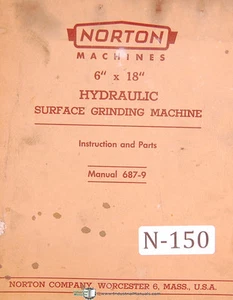 NORTON
MACHINES
6" x 18"
HYDRAULIC
SURFACE GRINDING MACHINE
Instruction and Parts
Manual 687-9
N-150
NORTON COMPANY, WORCESTER 6, MASS., U.S.A.